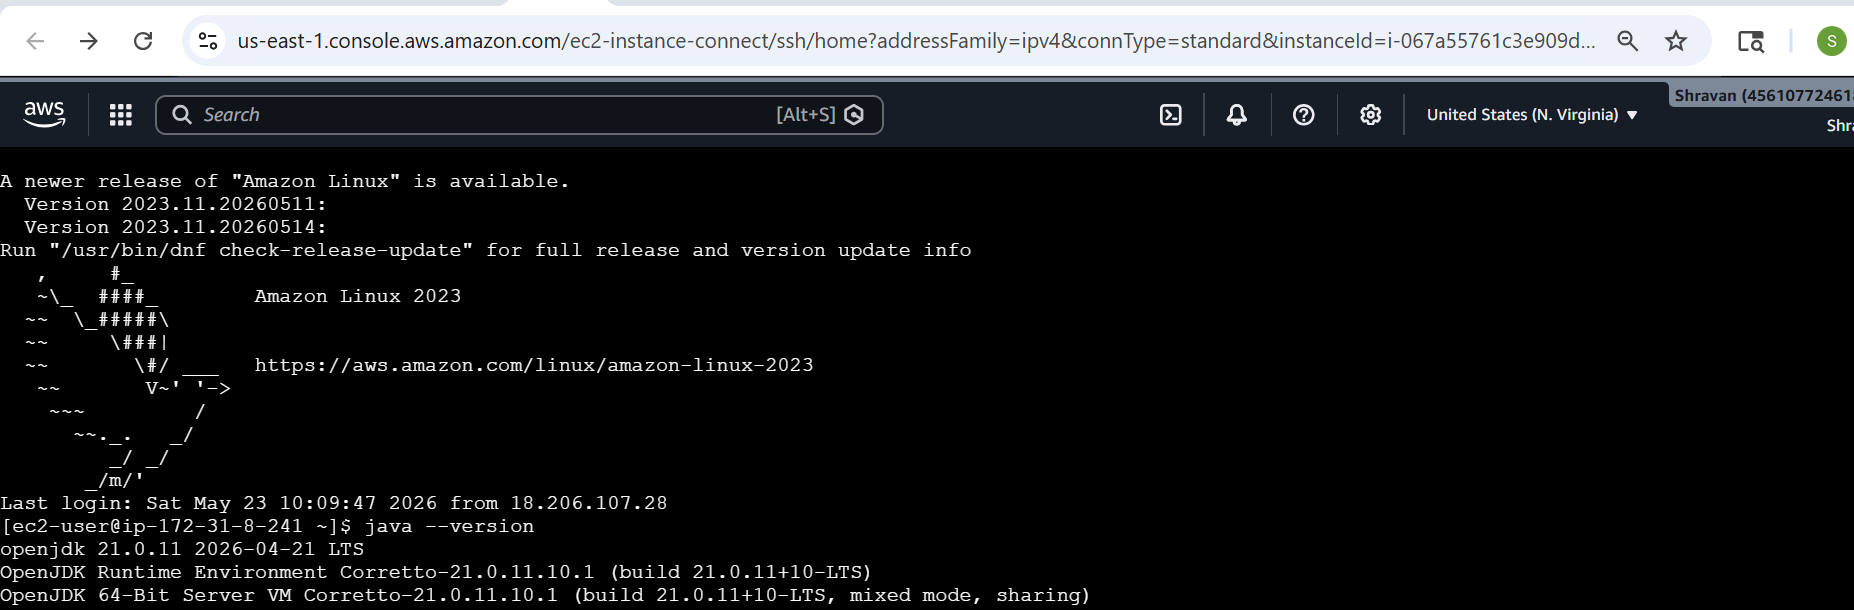 us-east-1.console.aws.amazon.com/ec2-instance-connect/ssh/home?addressFamily=ipv4&connType=standard&instanceId=i-067a55761c3e909d...
S
aws
Search
[Alt+S]
United States (N. Virginia) ▼
Shravan (456107724618
Shra
A newer release of "Amazon Linux" is available.
  Version 2023.11.20260511:
  Version 2023.11.20260514:
Run "/usr/bin/dnf check-release-update" for full release and version update info
   ,     #_
   ~\_  ####_        Amazon Linux 2023
  ~~  \_#####\
  ~~     \###|
  ~~       \#/ ___   https://aws.amazon.com/linux/amazon-linux-2023
   ~~       V~' '->
    ~~~         /
      ~~._.   _/
         _/ _/
       _/m/'
Last login: Sat May 23 10:09:47 2026 from 18.206.107.28
[ec2-user@ip-172-31-8-241 ~]$ java --version
openjdk 21.0.11 2026-04-21 LTS
OpenJDK Runtime Environment Corretto-21.0.11.10.1 (build 21.0.11+10-LTS)
OpenJDK 64-Bit Server VM Corretto-21.0.11.10.1 (build 21.0.11+10-LTS, mixed mode, sharing)